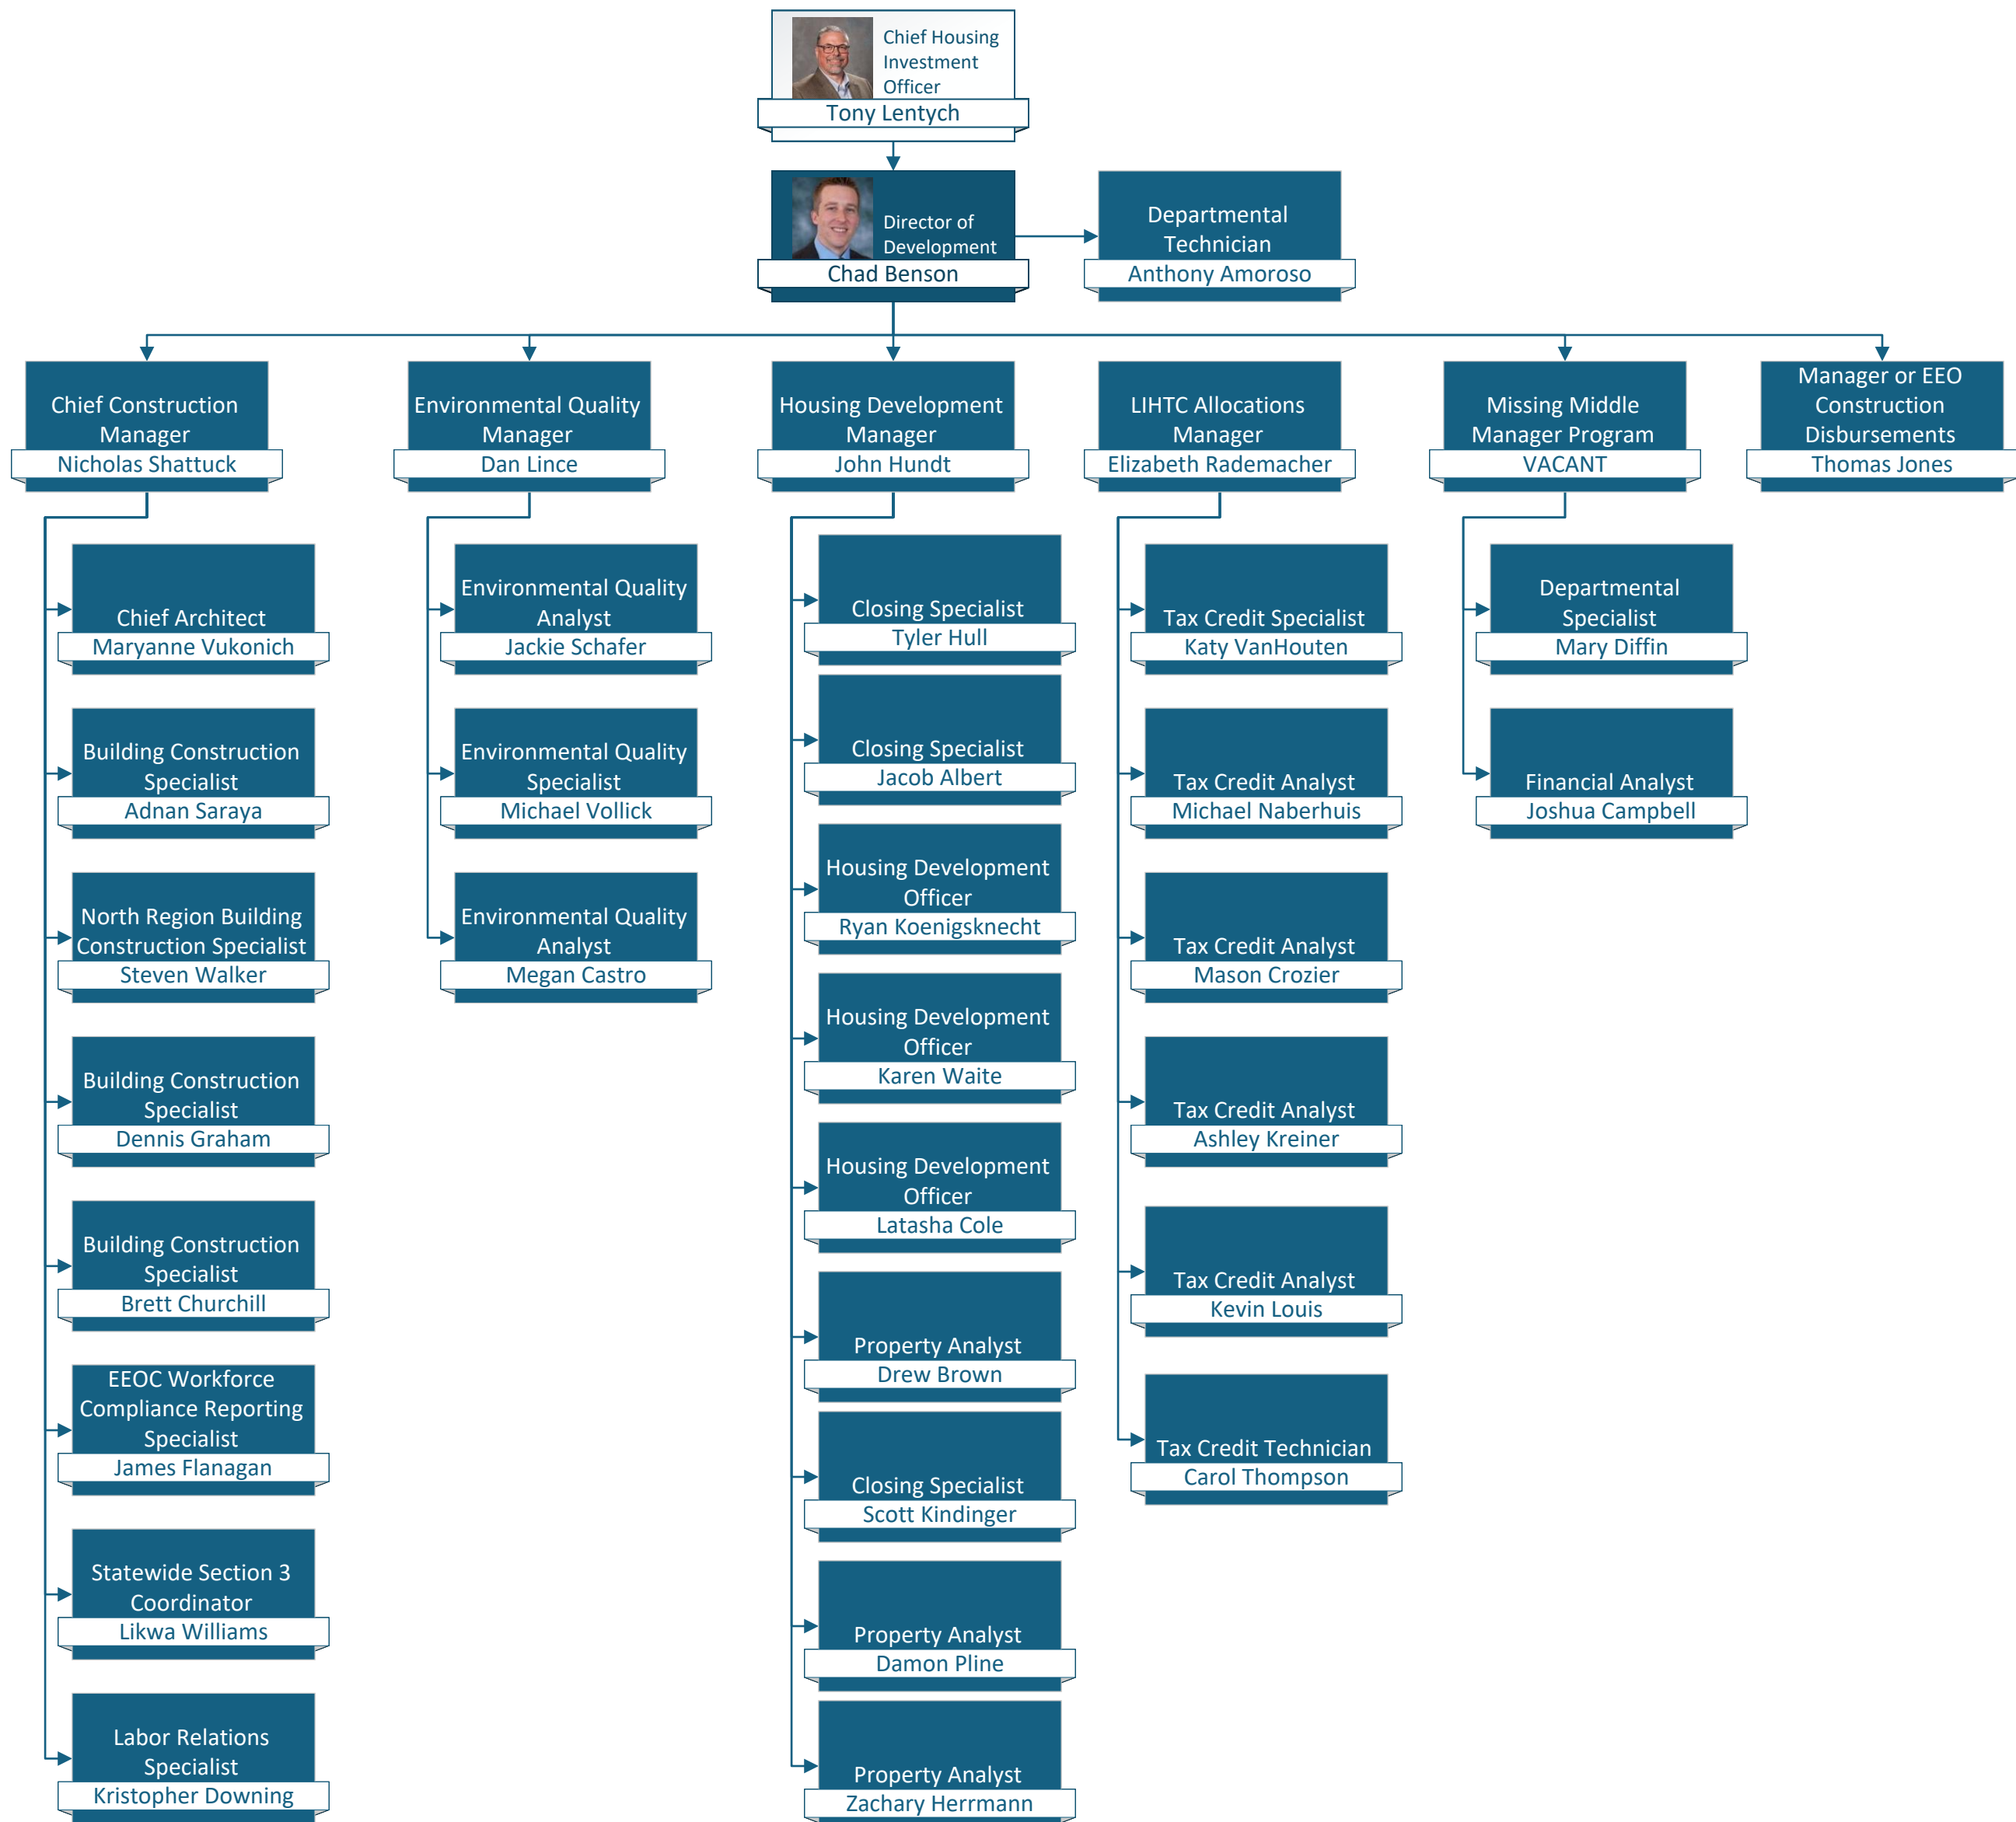 Chief Housing
Investment
Officer
Tony Lentych
Director of
Development
Chad Benson
Departmental
Technician
Anthony Amoroso
Chief Construction
Manager
Nicholas Shattuck
Environmental Quality
Manager
Dan Lince
Housing Development
Manager
John Hundt
LIHTC Allocations
Manager
Elizabeth Rademacher
Missing Middle
Manager Program
VACANT
Manager or EEO
Construction
Disbursements
Thomas Jones
Chief Architect
Maryanne Vukonich
Building Construction
Specialist
Adnan Saraya
North Region Building
Construction Specialist
Steven Walker
Building Construction
Specialist
Dennis Graham
Building Construction
Specialist
Brett Churchill
EEOC Workforce
Compliance Reporting
Specialist
James Flanagan
Statewide Section 3
Coordinator
Likwa Williams
Labor Relations
Specialist
Kristopher Downing
Environmental Quality
Analyst
Jackie Schafer
Environmental Quality
Specialist
Michael Vollick
Environmental Quality
Analyst
Megan Castro
Closing Specialist
Tyler Hull
Closing Specialist
Jacob Albert
Housing Development
Officer
Ryan Koenigsknecht
Housing Development
Officer
Karen Waite
Housing Development
Officer
Latasha Cole
Property Analyst
Drew Brown
Closing Specialist
Scott Kindinger
Property Analyst
Damon Pline
Property Analyst
Zachary Herrmann
Tax Credit Specialist
Katy VanHouten
Tax Credit Analyst
Michael Naberhuis
Tax Credit Analyst
Mason Crozier
Tax Credit Analyst
Ashley Kreiner
Tax Credit Analyst
Kevin Louis
Tax Credit Technician
Carol Thompson
Departmental
Specialist
Mary Diffin
Financial Analyst
Joshua Campbell